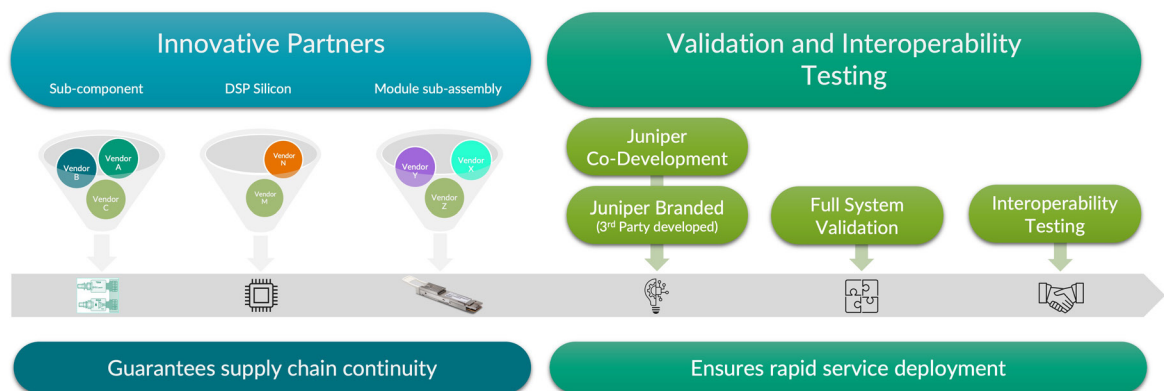 Innovative Partners
Sub-component
DSP Silicon
Module sub-assembly
Vendor
B
Vendor
A
Vendor
C
Vendor
N
Vendor
M
Vendor
Y
Vendor
X
Vendor
Z
Guarantees supply chain continuity
Validation and Interoperability
Testing
Juniper
Co-Development
Juniper Branded
(3rd Party developed)
Full System
Validation
Interoperability
Testing
Ensures rapid service deployment